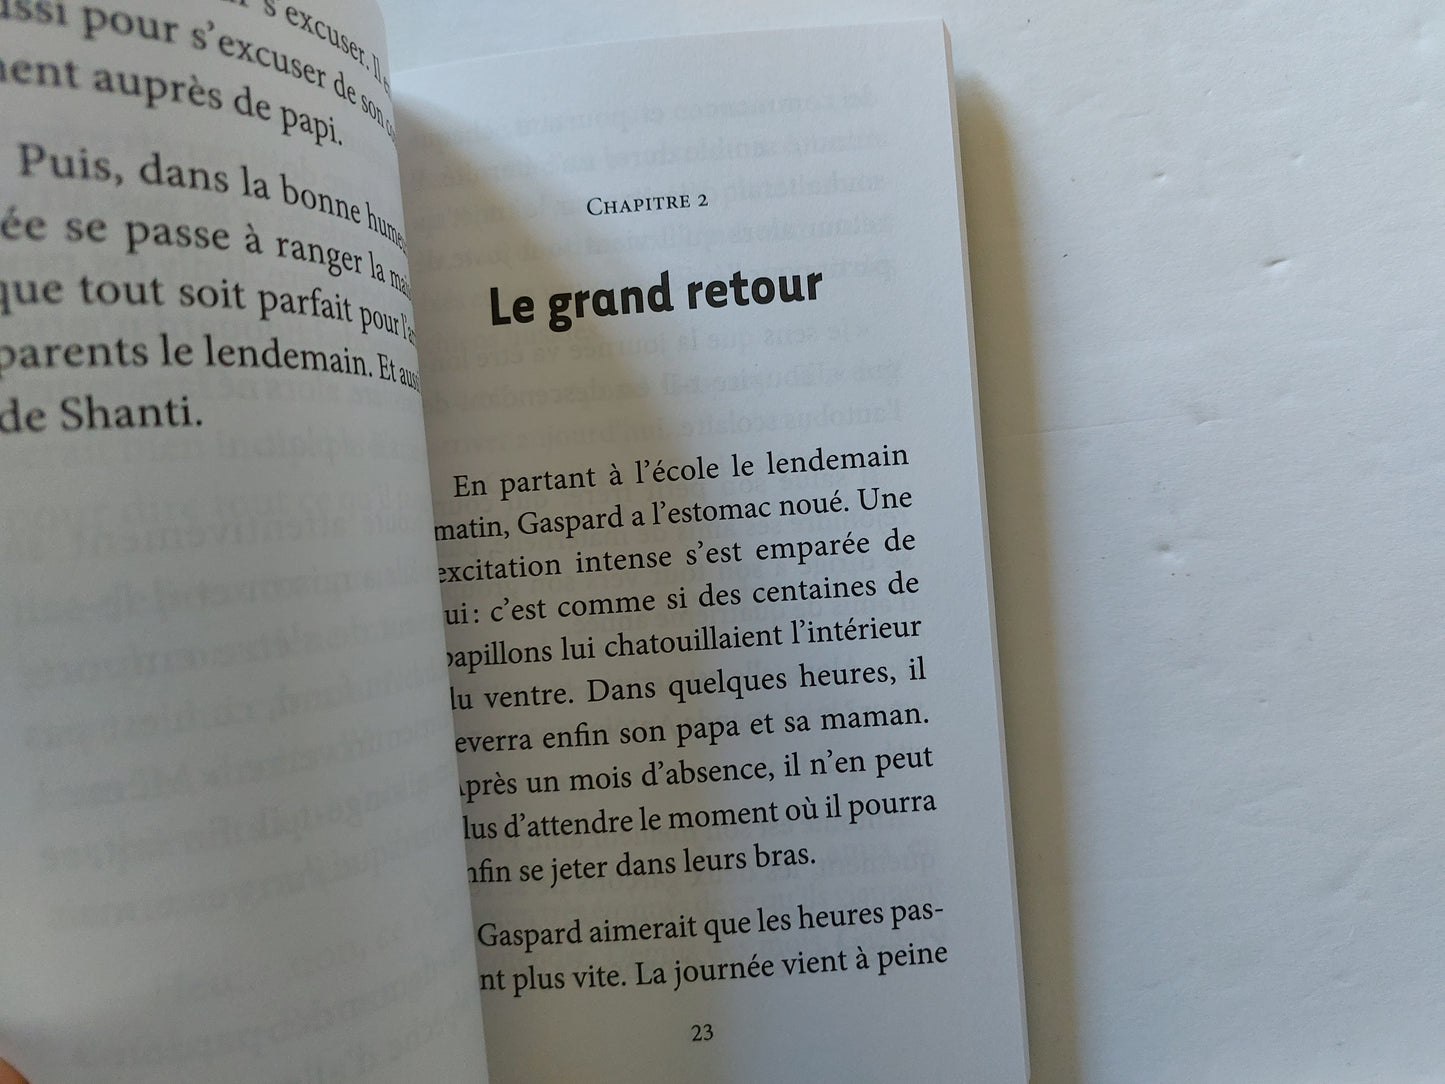 s'excuser. Il
pour s'excuser de son
auprès de papi.
Puis, dans la bonne
se passe à ranger la
que tout soit parfait pour
parents le lendemain. Et
de Shanti.
CHAPITRE 2
Le grand retour
En partant à l'école le lendemain
matin, Gaspard a l'estomac noué. Une
excitation intense s'est emparée de
ui : c'est comme si des centaines de
papillons lui chatouillaient l'intérieur
du ventre. Dans quelques heures, il
everra enfin son papa et sa maman.
Après un mois d'absence, il n'en peut
lus d'attendre le moment où il pourra
nfin se jeter dans leurs bras.
Gaspard aimerait que les heures pas-
nt plus vite. La journée vient à peine
23